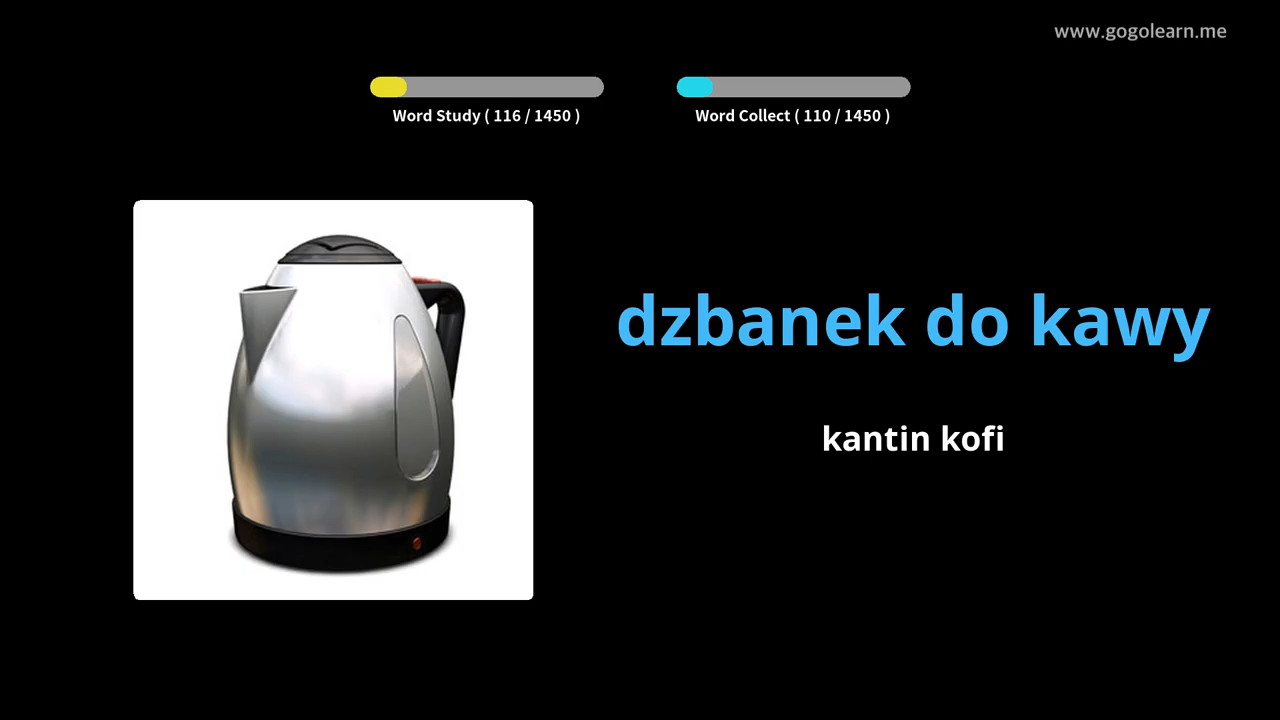 www.gogolearn.me
Word Study ( 116 / 1450 )
Word Collect ( 110 / 1450 )
dzbanek do kawy
kantin kofi